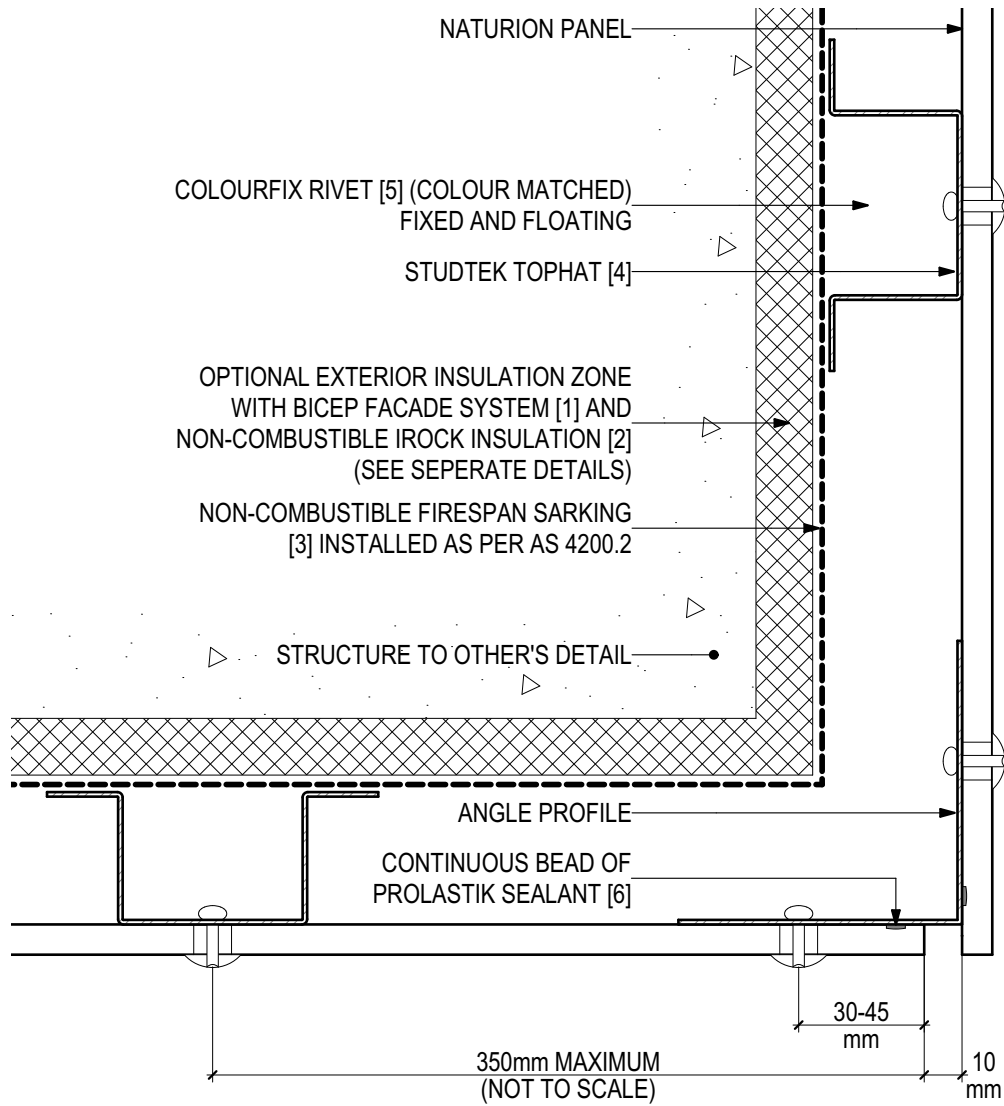 NATURION PANEL
COLOURFIX RIVET [5] (COLOUR MATCHED)
FIXED AND FLOATING
STUDTEK TOPHAT [4]
OPTIONAL EXTERIOR INSULATION ZONE
WITH BICEP FACADE SYSTEM [1] AND
NON-COMBUSTIBLE IROCK INSULATION [2]
(SEE SEPERATE DETAILS)
NON-COMBUSTIBLE FIRESPAN SARKING
[3] INSTALLED AS PER AS 4200.2
STRUCTURE TO OTHER'S DETAIL
ANGLE PROFILE
CONTINUOUS BEAD OF
PROLASTIK SEALANT [6]
30-45
mm
350mm MAXIMUM
(NOT TO SCALE)
10
mm